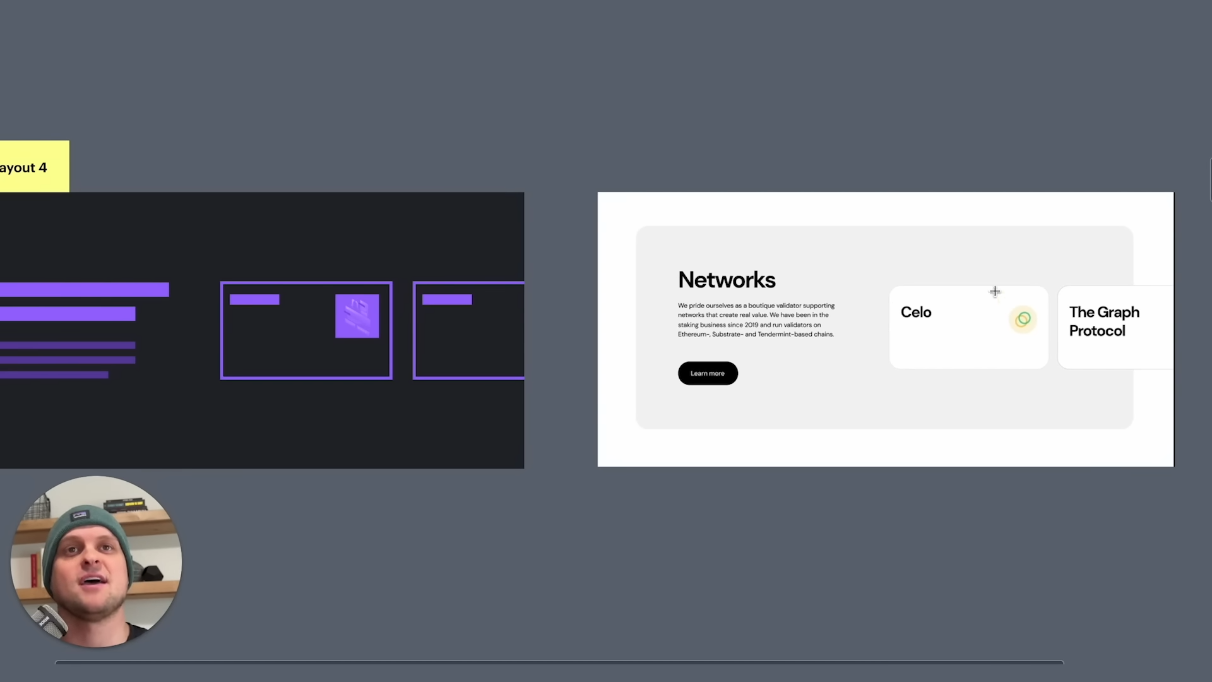 ayout 4
Networks
We pride ourselves as a boutique validator supporting
networks that create real value. We have been in the
staking business since 2019 and run validators on
Ethereum-, Substrate- and Tendermint-based chains.
Learn more
Celo
The Graph
Protocol